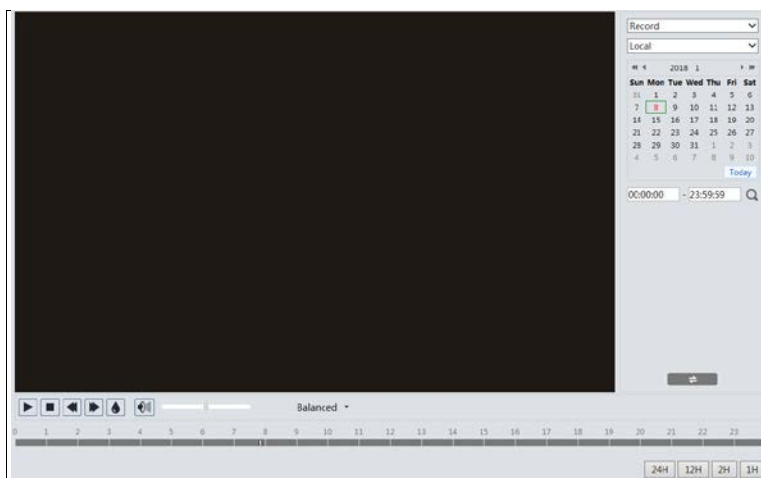 Record
Local
2018 1
Sun Mon Tue Wed Thu Fri Sat
31 1 2 3 4 5 6
7 8 9 10 11 12 13
14 15 16 17 18 19 20
21 22 23 24 25 26 27
28 29 30 31 1 2 3
4 5 6 7 8 9 10
Today
00:00:00 - 23:59:59
Balanced
0 1 2 3 4 5 6 7 8 9 10 11 12 13 14 15 16 17 18 19 20 21 22 23
24H 12H 2H 1H